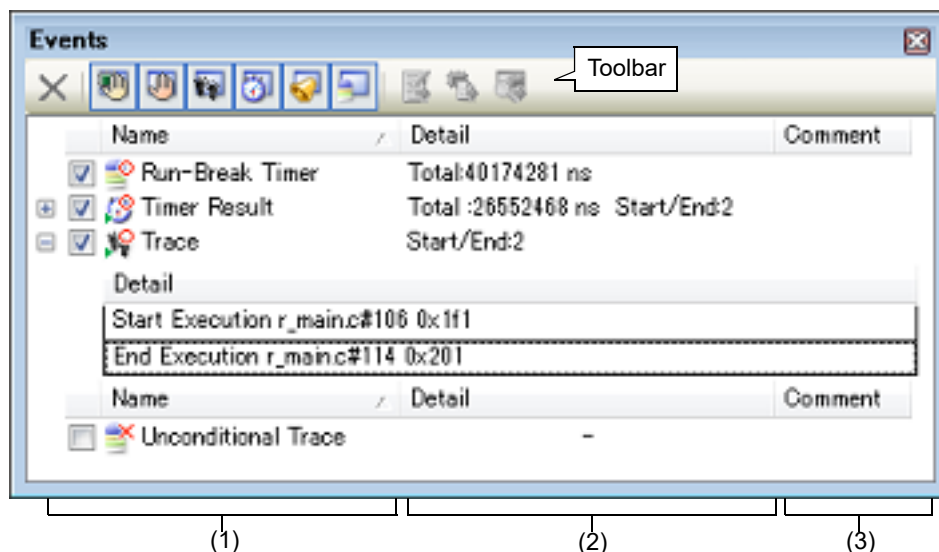 Events
Toolbar
Name Detail Comment
Run-Break Timer Total:40174281 ns
Timer Result Total :26552468 ns Start/End:2
Trace Start/End:2
Detail
Start Execution r_main.c#106 0x1f1
End Execution r_main.c#114 0x201
Name Detail Comment
Unconditional Trace -
(1) (2) (3)